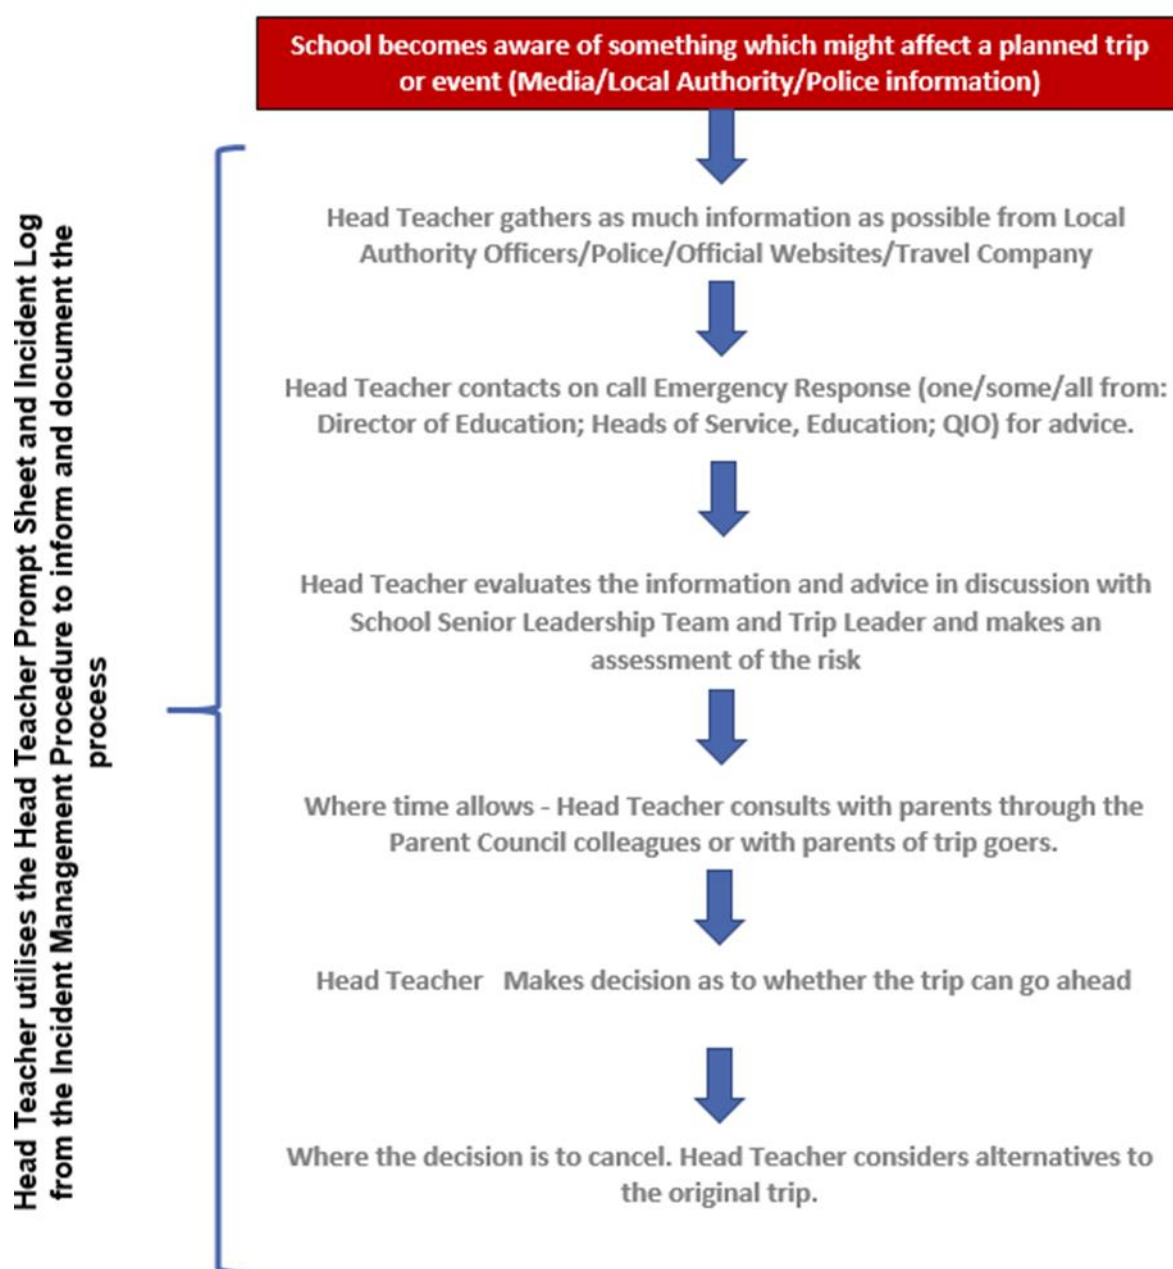 School becomes aware of something which might affect a planned trip
or event (Media/Local Authority/Police information)
Head Teacher utilises the Head Teacher Prompt Sheet and Incident Log
from the Incident Management Procedure to inform and document the
process
Head Teacher gathers as much information as possible from Local
Authority Officers/Police/Official Websites/Travel Company
Head Teacher contacts on call Emergency Response (one/some/all from:
Director of Education; Heads of Service, Education; QIO) for advice.
Head Teacher evaluates the information and advice in discussion with
School Senior Leadership Team and Trip Leader and makes an
assessment of the risk
Where time allows - Head Teacher consults with parents through the
Parent Council colleagues or with parents of trip goers.
Head Teacher Makes decision as to whether the trip can go ahead
Where the decision is to cancel. Head Teacher considers alternatives to
the original trip.